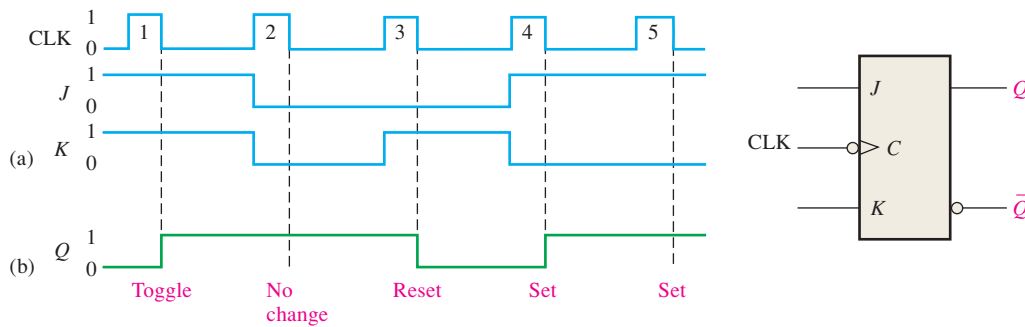 1
CLK
0
1 2 3 4 5
1
J
0
1
K
(a) 0
1
Q
(b) 0
Toggle No change Reset Set Set
J Q
CLK C
K Q̅